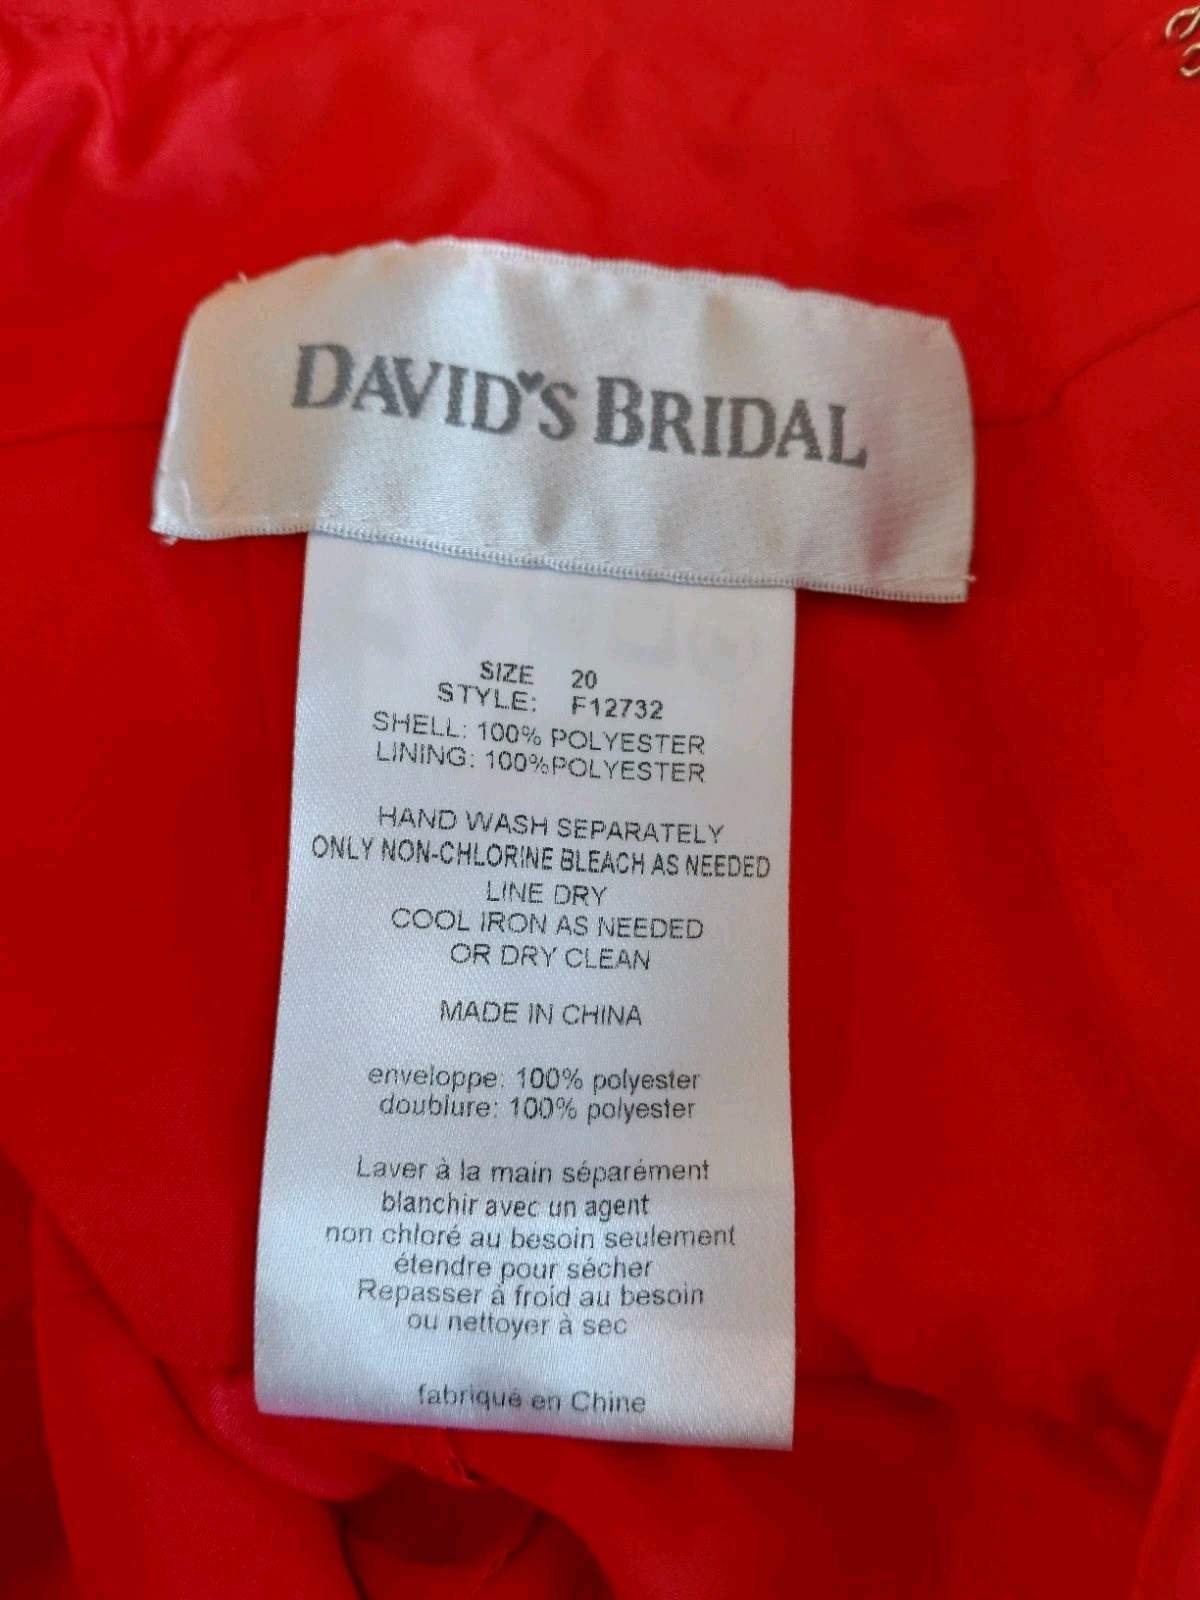 DAVID'S BRIDAL
SIZE 20
STYLE: F12732
SHELL: 100% POLYESTER
LINING: 100%POLYESTER
HAND WASH SEPARATELY
ONLY NON-CHLORINE BLEACH AS NEEDED
LINE DRY
COOL IRON AS NEEDED
OR DRY CLEAN
MADE IN CHINA
enveloppe: 100% polyester
doublure: 100% polyester
Laver à la main séparément
blanchir avec un agent
non chloré au besoin seulement
étendre pour sécher
Repasser à froid au besoin
ou nettoyer à sec
fabriqué en Chine